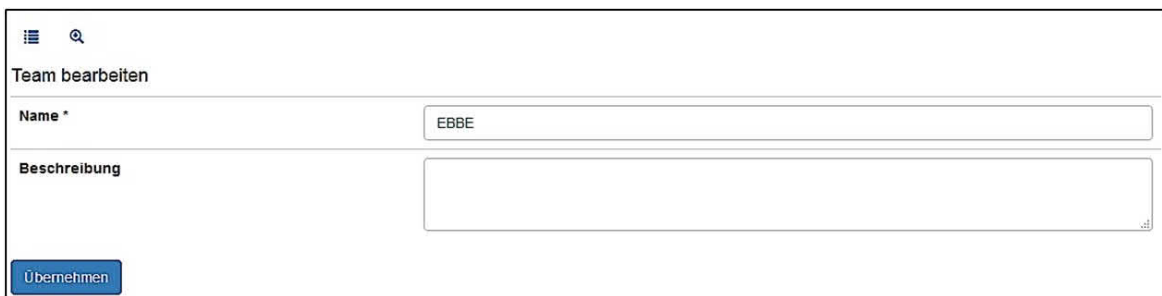 Team bearbeiten
Name *
EBBE
Beschreibung
Übernehmen